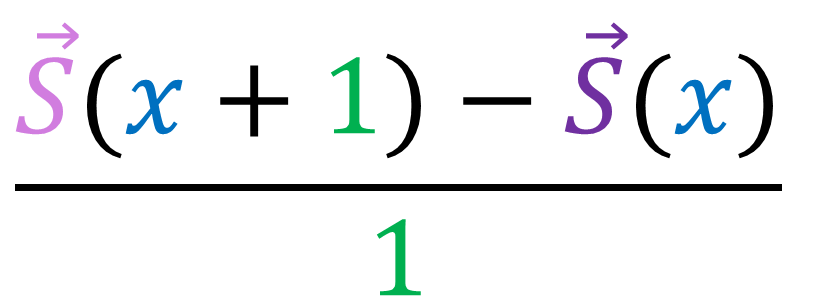 S⃗(x + 1) − S⃗(x)
1